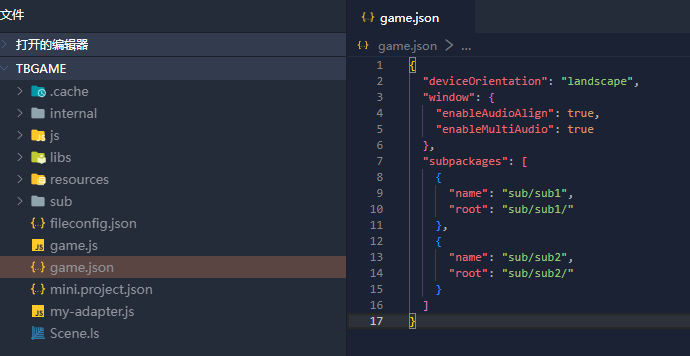 文件
打开的编辑器
TBGAME
.cache
internal
js
libs
resources
sub
fileconfig.json
game.js
game.json
mini.project.json
my-adapter.js
Scene.ls
game.json
game.json > ...
1 {
2 "deviceOrientation": "landscape",
3 "window": {
4 "enableAudioAlign": true,
5 "enableMultiAudio": true
6 },
7 "subpackages": [
8 {
9 "name": "sub/sub1",
10 "root": "sub/sub1/"
11 },
12 {
13 "name": "sub/sub2",
14 "root": "sub/sub2/"
15 }
16 ]
17 }